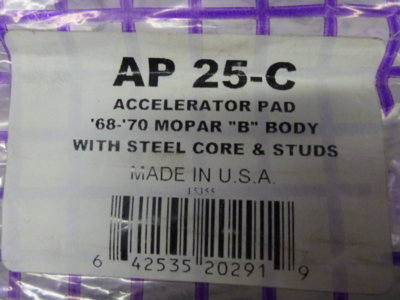 AP 25-C
ACCELERATOR PAD
'68-'70 MOPAR "B" BODY
WITH STEEL CORE & STUDS
MADE IN U.S.A.
15355
6 42535 20291 9